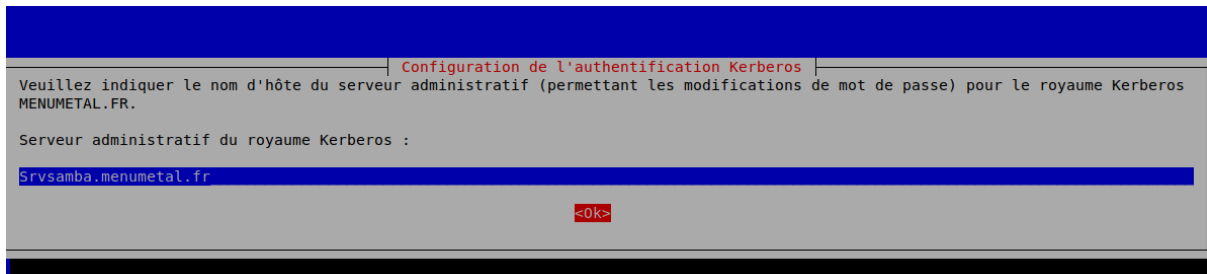 Configuration de l'authentification Kerberos
Veuillez indiquer le nom d'hôte du serveur administratif (permettant les modifications de mot de passe) pour le royaume Kerberos
MENUMETAL.FR.
Serveur administratif du royaume Kerberos :
Srvsamba.menumetal.fr
<Ok>